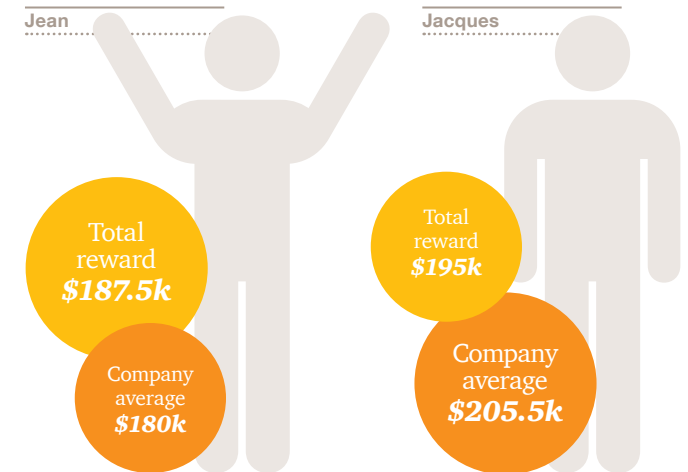 Jean
Total
reward
$187.5k
Company
average
$180k
Jacques
Total
reward
$195k
Company
average
$205.5k